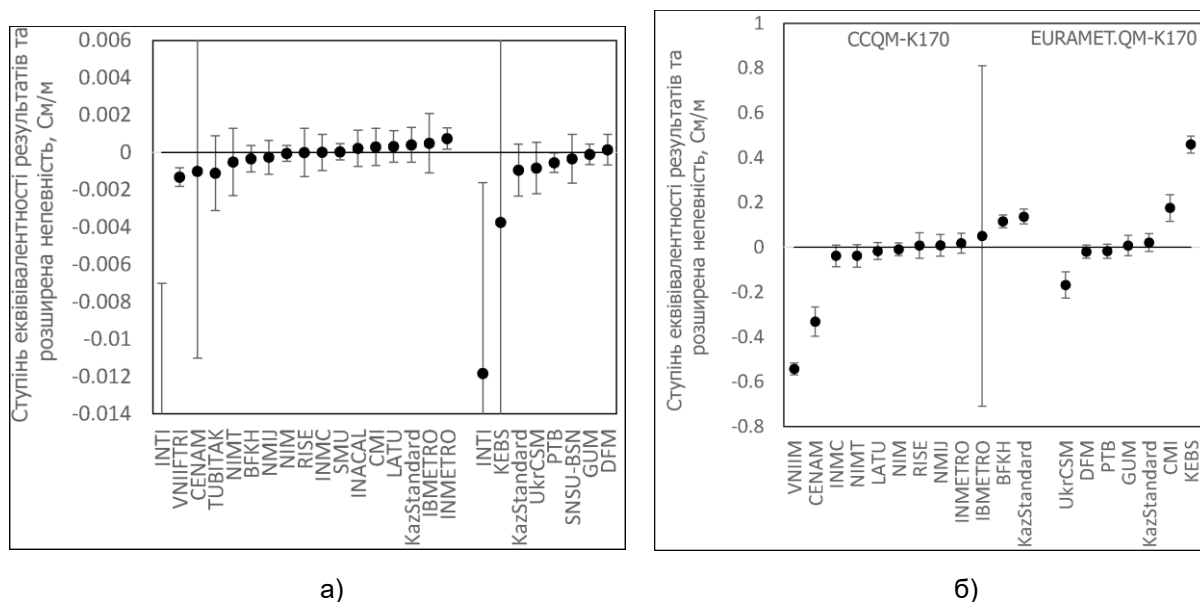 Ступінь еквівівалентності результатів та
розширена непевність, См/м
0.006
0.004
0.002
0
-0.002
-0.004
-0.006
-0.008
-0.01
-0.012
-0.014
INTI
VNIIFTRI
CENAM
TUBITAK
NIMT
BFKH
NMIJ
NIM
RISE
INMC
SMU
INACAL
CMI
LATU
KazStandard
IBMETRO
INMETRO
INTI
KEBS
KazStandard
UkrCSM
PTB
SNSU-BSN
GUM
DFM
а)
Ступінь еквівалентності результатів та
розширена непевність, См/м
1
0.8
0.6
0.4
0.2
0
-0.2
-0.4
-0.6
-0.8
CCQM-K170
EURAMET.QM-K170
VNIIM
CENAM
INMC
NIMT
LATU
NIM
RISE
NMIJ
INMETRO
IBMETRO
BFKH
KazStandard
UkrCSM
DFM
PTB
GUM
KazStandard
CMI
KEBS
б)